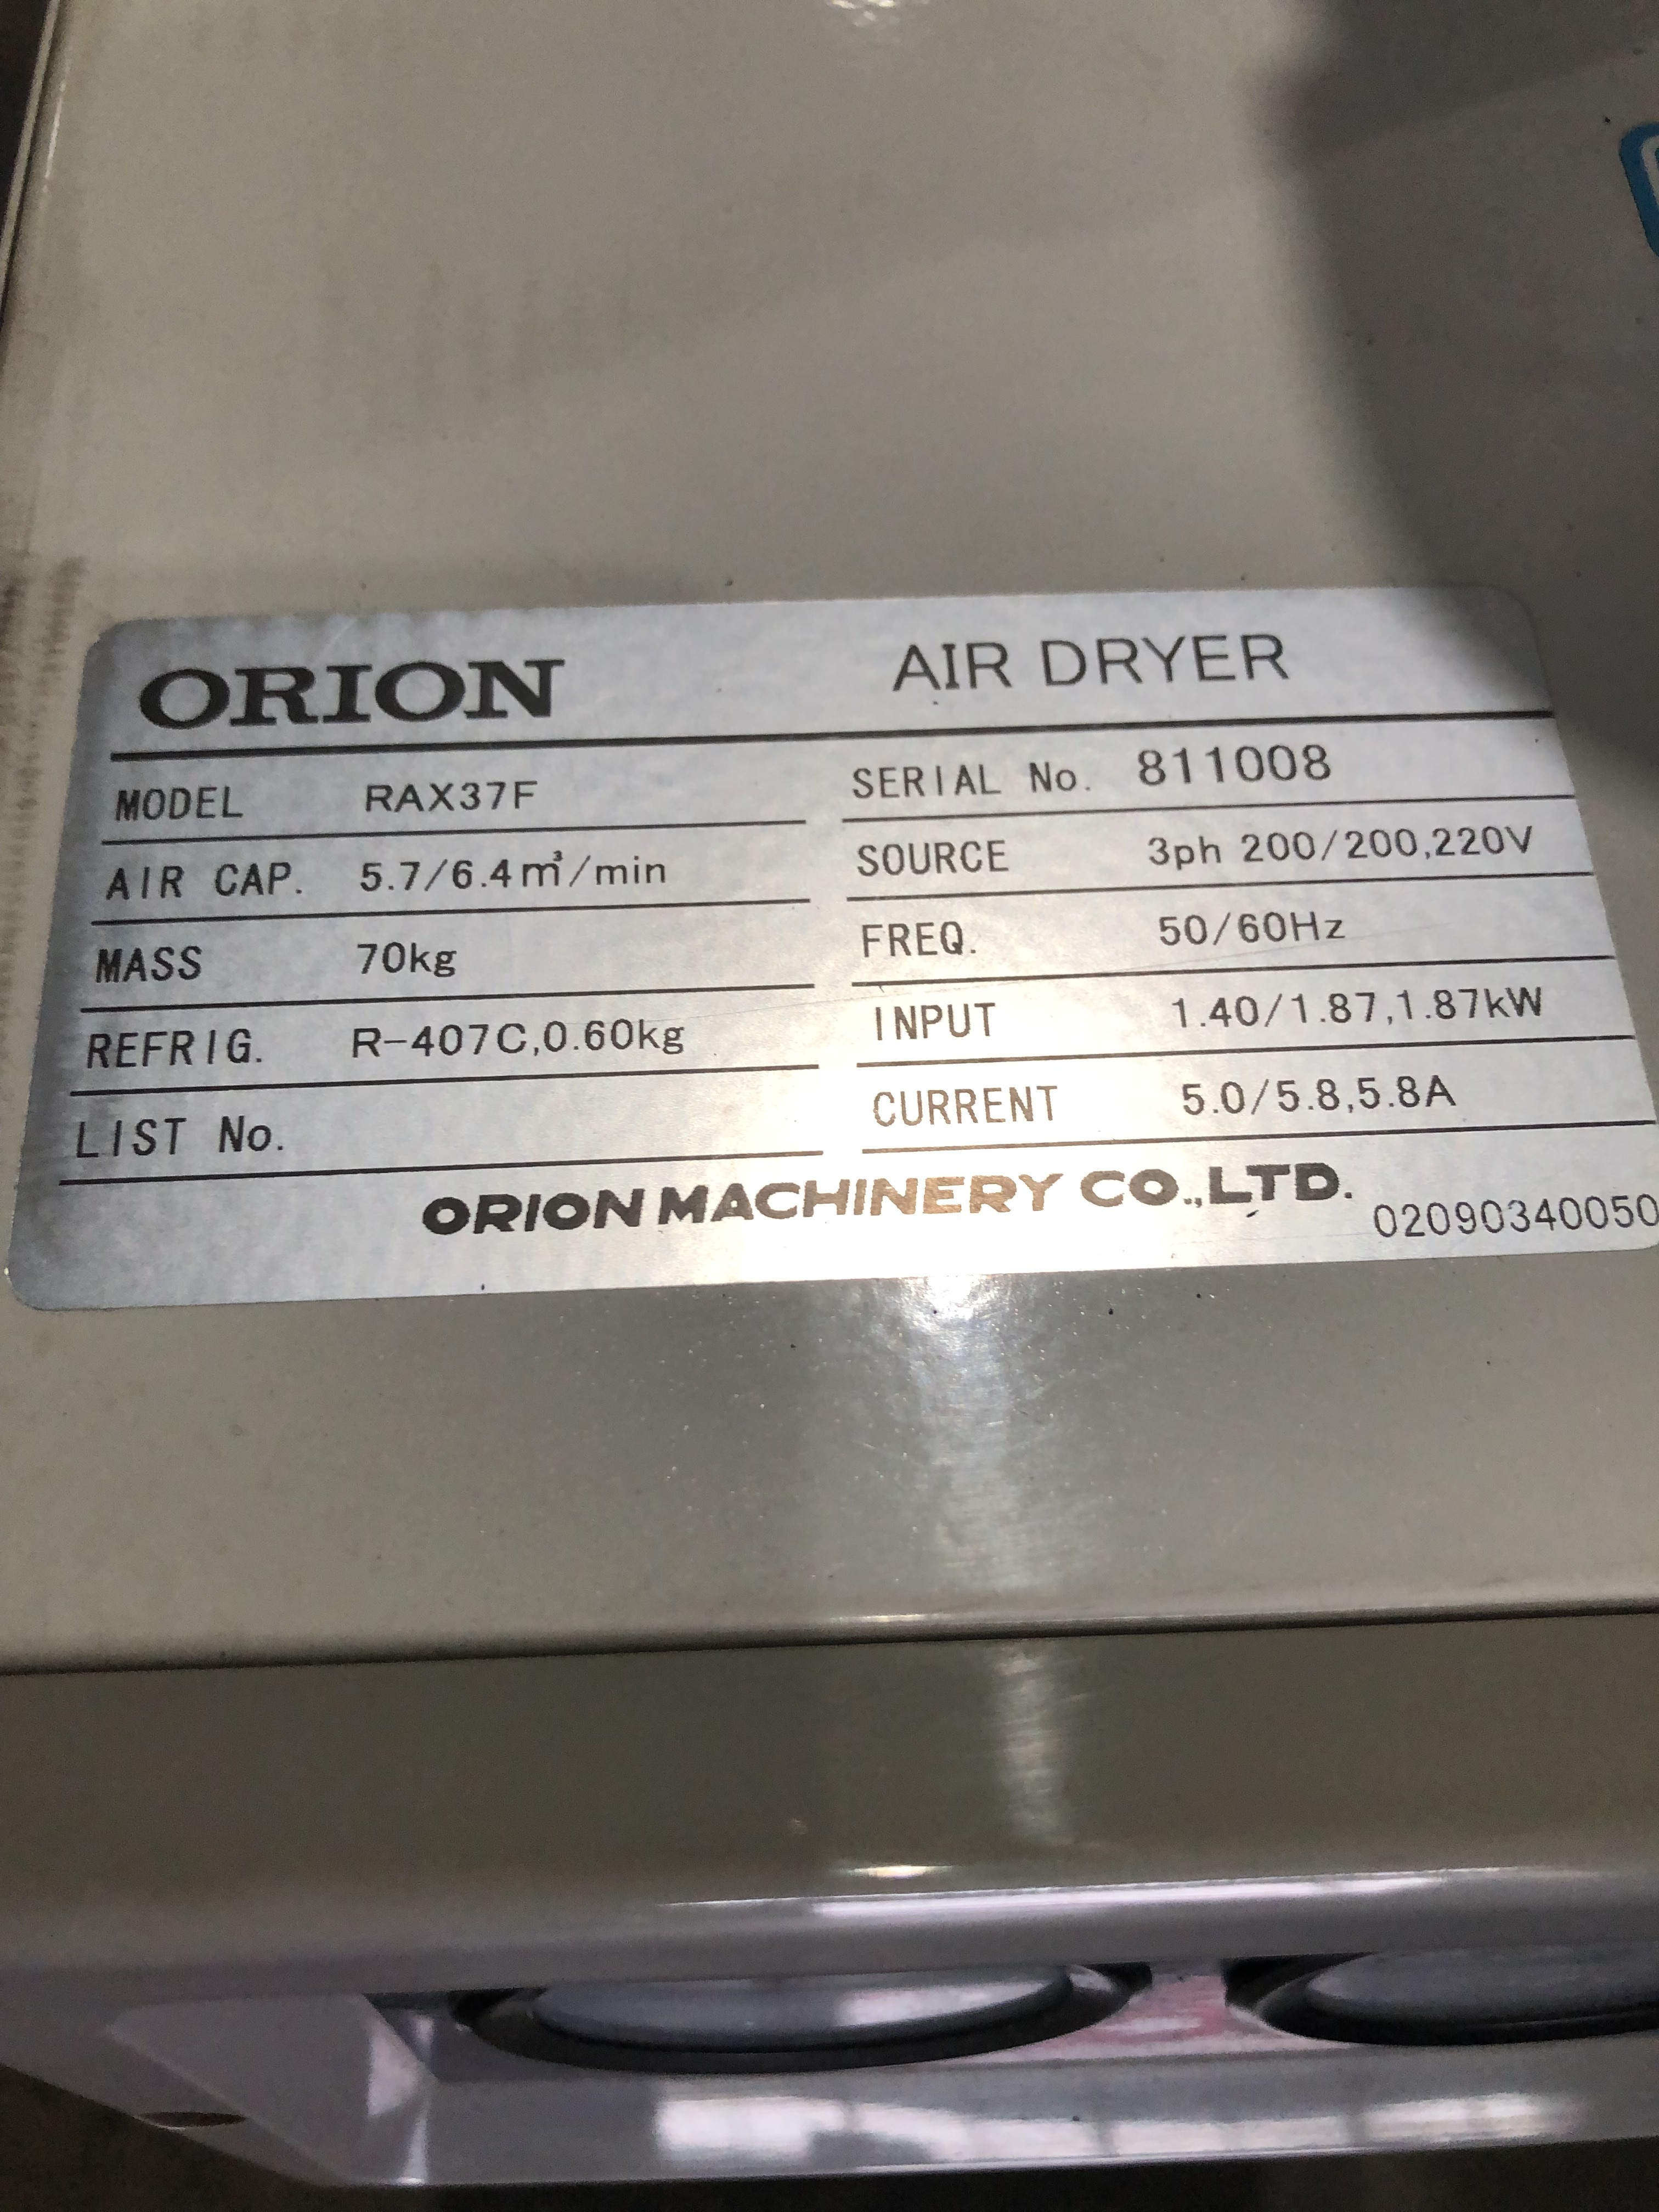 ORION AIR DRYER
MODEL RAX37F SERIAL No. 811008
AIR CAP. 5.7/6.4㎥/min SOURCE 3ph 200/200,220V
MASS 70kg FREQ. 50/60Hz
REFRIG. R-407C,0.60kg INPUT 1.40/1.87,1.87kW
LIST No. CURRENT 5.0/5.8,5.8A
ORION MACHINERY CO.,LTD. 02090340050